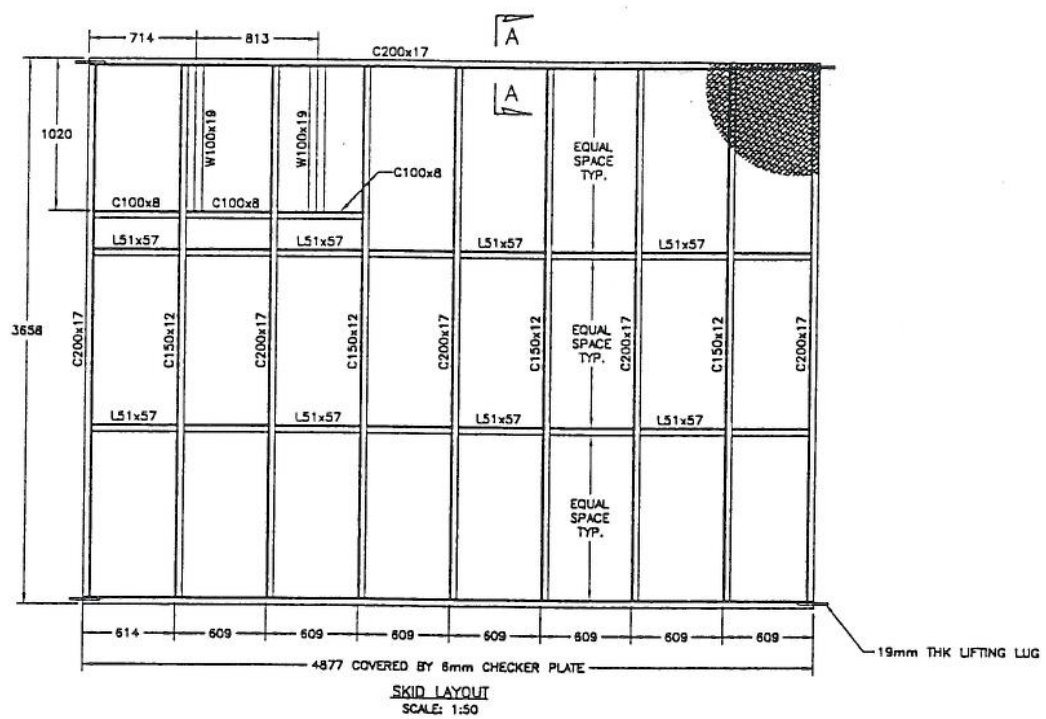 714
813
C200x17
A
A
1020
W100x19
W100x19
EQUAL
SPACE
TYP.
C100x8
C100x8
C100x8
L51x57
L51x57
L51x57
L51x57
3658
C200x17
C150x12
C200x17
C150x12
C200x17
C150x12
C200x17
C150x12
C200x17
EQUAL
SPACE
TYP.
L51x57
L51x57
L51x57
L51x57
EQUAL
SPACE
TYP.
614
609
609
609
609
609
609
609
19mm THK LIFTING LUG
4877 COVERED BY 6mm CHECKER PLATE
SKID LAYOUT
SCALE: 1:50